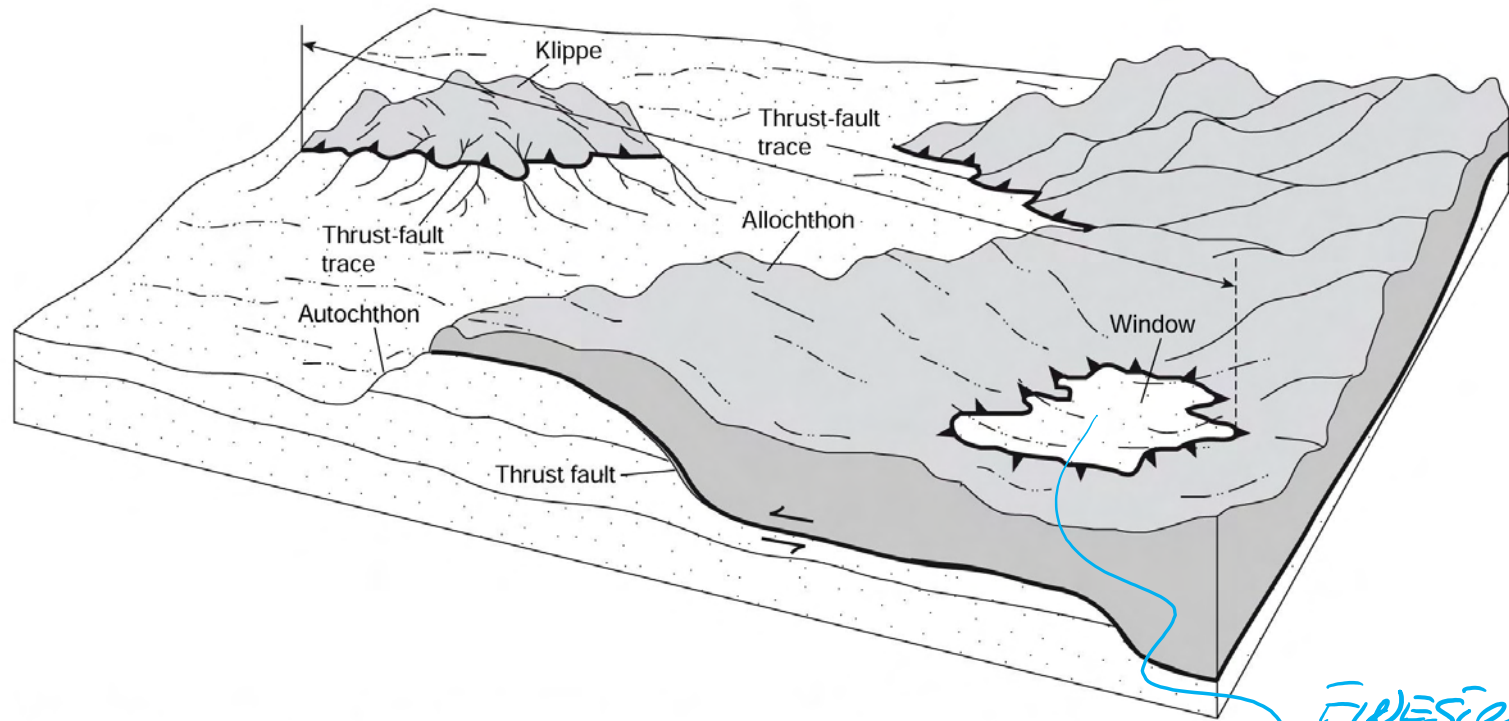 Klippe
Thrust-fault
trace
Thrust-fault
trace
Allochthon
Autochthon
Window
Thrust fault